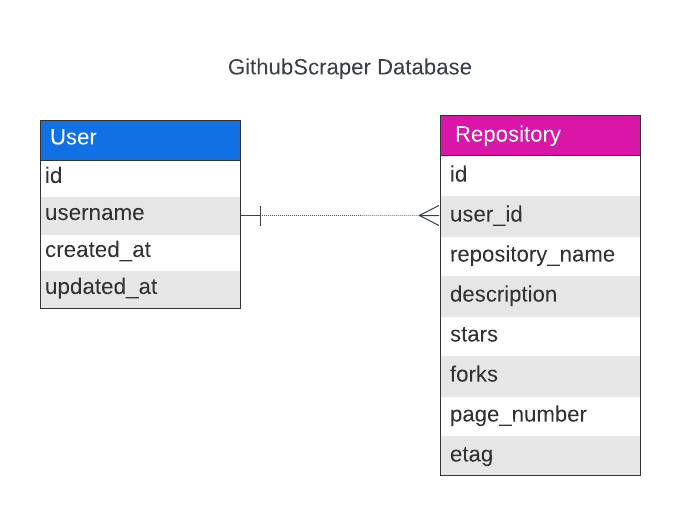 GithubScraper Database
User
id
username
created_at
updated_at
Repository
id
user_id
repository_name
description
stars
forks
page_number
etag